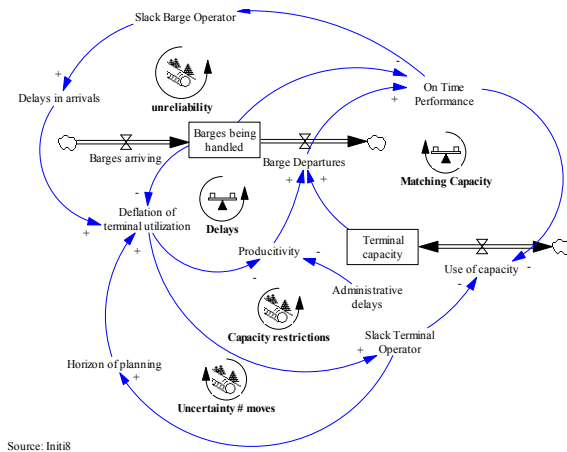 Slack Barge Operator
+
-
On Time
Performance
+
+
Delays in arrivals
unreliability
Barges arriving
Barges being
handled
Barge Departures
Matching Capacity
-
+
+
Deflation of
terminal utilization
+
+
Delays
Terminal
capacity
Producitivity
-
-
Use of capacity
-
-
Administrative
delays
Capacity restrictions
+
Slack Terminal
Operator
Horizon of planning
+
Uncertainty # moves
Source: Initi8